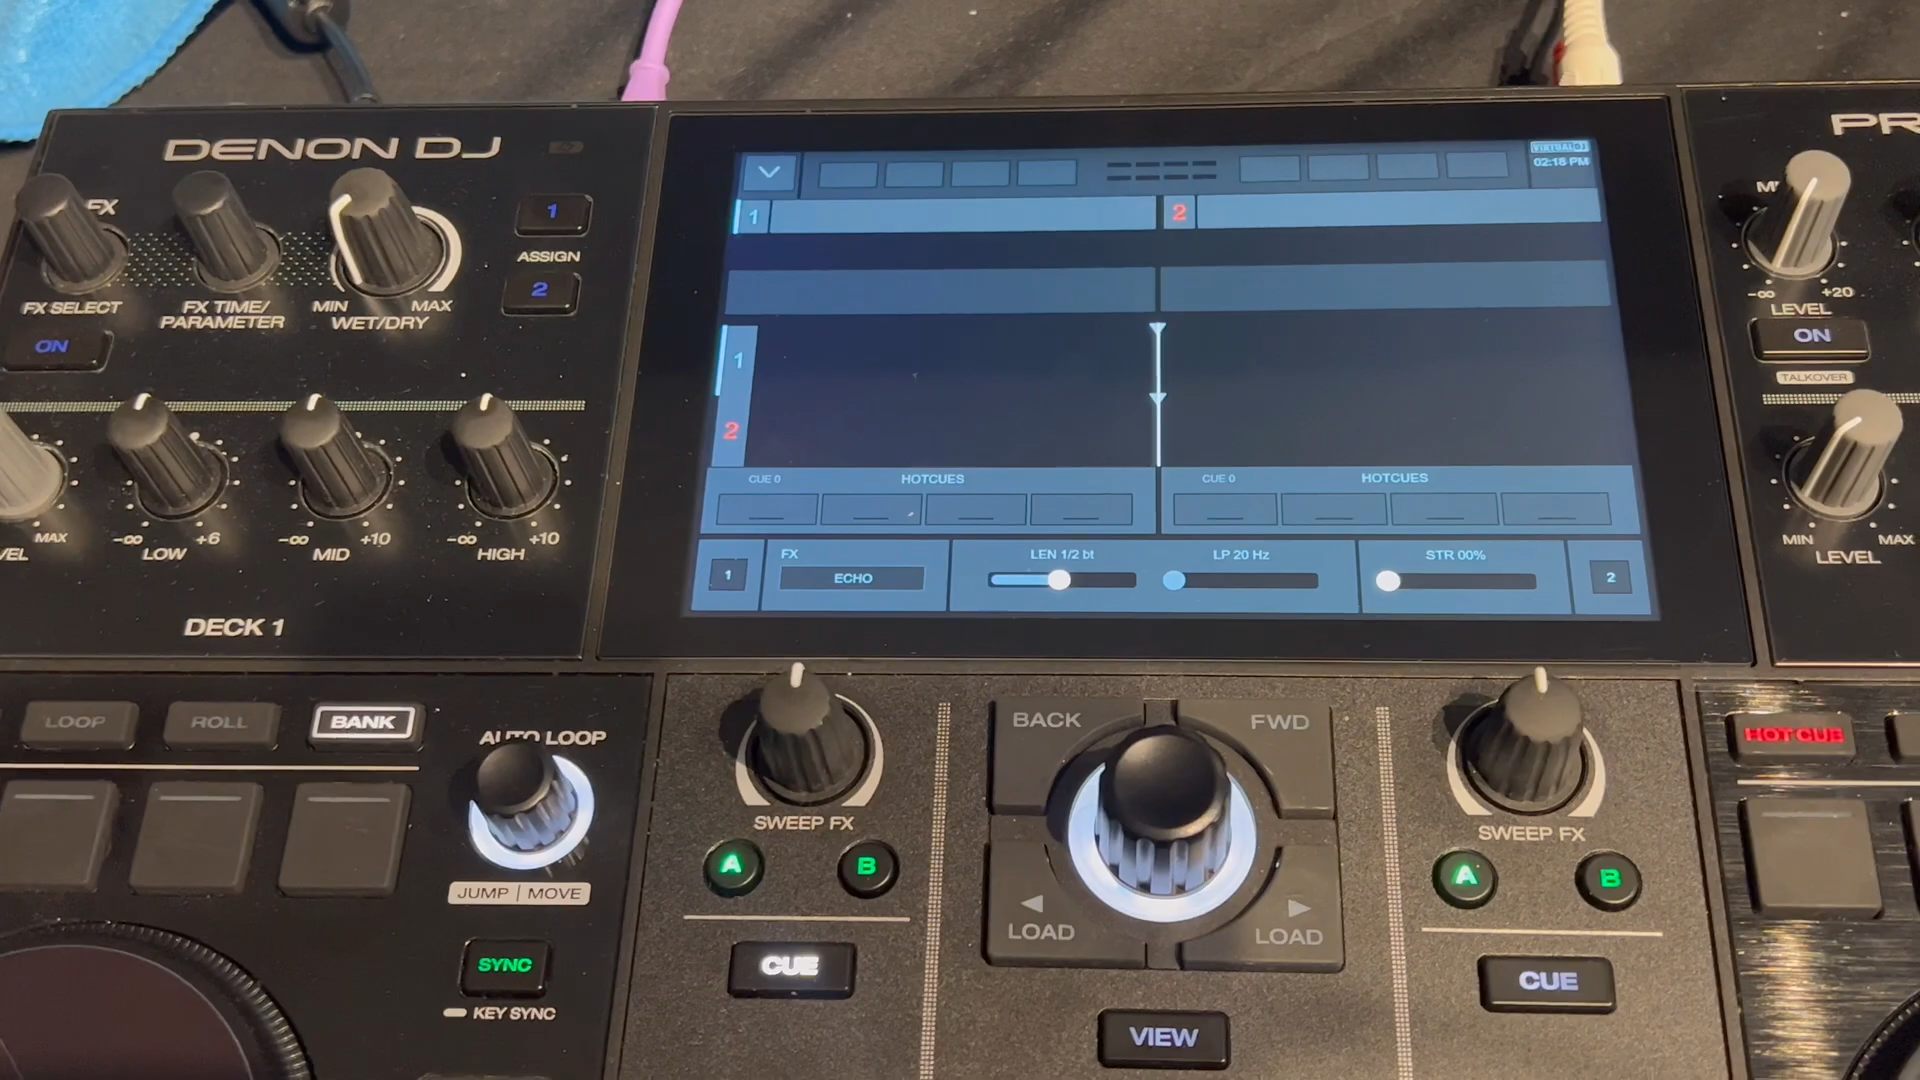 DENON DJ
PR
VIRTUALDJ
02:18 PM
1
2
FX
1
ASSIGN
2
FX SELECT
FX TIME/
PARAMETER
MIN
MAX
WET/DRY
ON
-∞
+20
LEVEL
ON
TALKOVER
1
2
CUE 0
HOTCUES
CUE 0
HOTCUES
MAX
-∞
+6
LOW
-∞
+10
MID
-∞
+10
HIGH
MIN
MAX
LEVEL
1
FX
ECHO
LEN 1/2 bt
LP 20 Hz
STR 00%
2
DECK 1
LOOP
ROLL
BANK
AUTO LOOP
BACK
FWD
HOT CUE
SWEEP FX
SWEEP FX
A
B
A
B
JUMP | MOVE
LOAD
LOAD
SYNC
KEY SYNC
CUE
CUE
VIEW